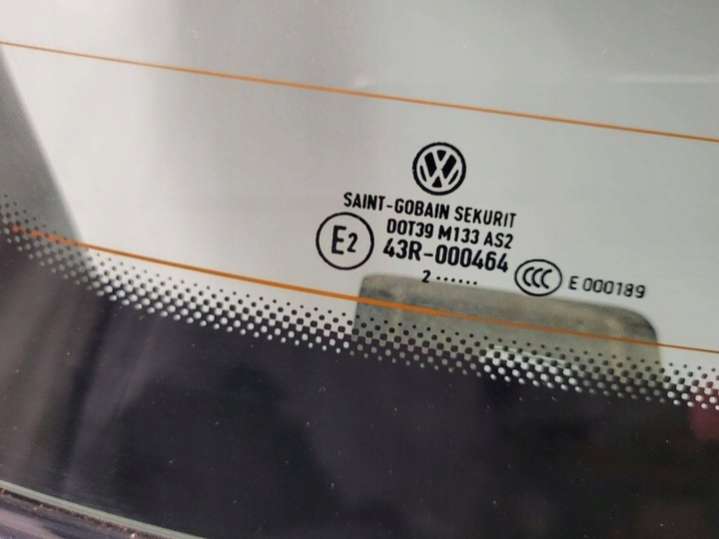 SAINT-GOBAIN SEKURIT
DOT39 M133 AS2
E2 43R-000464
CCC E 000189
2 ······